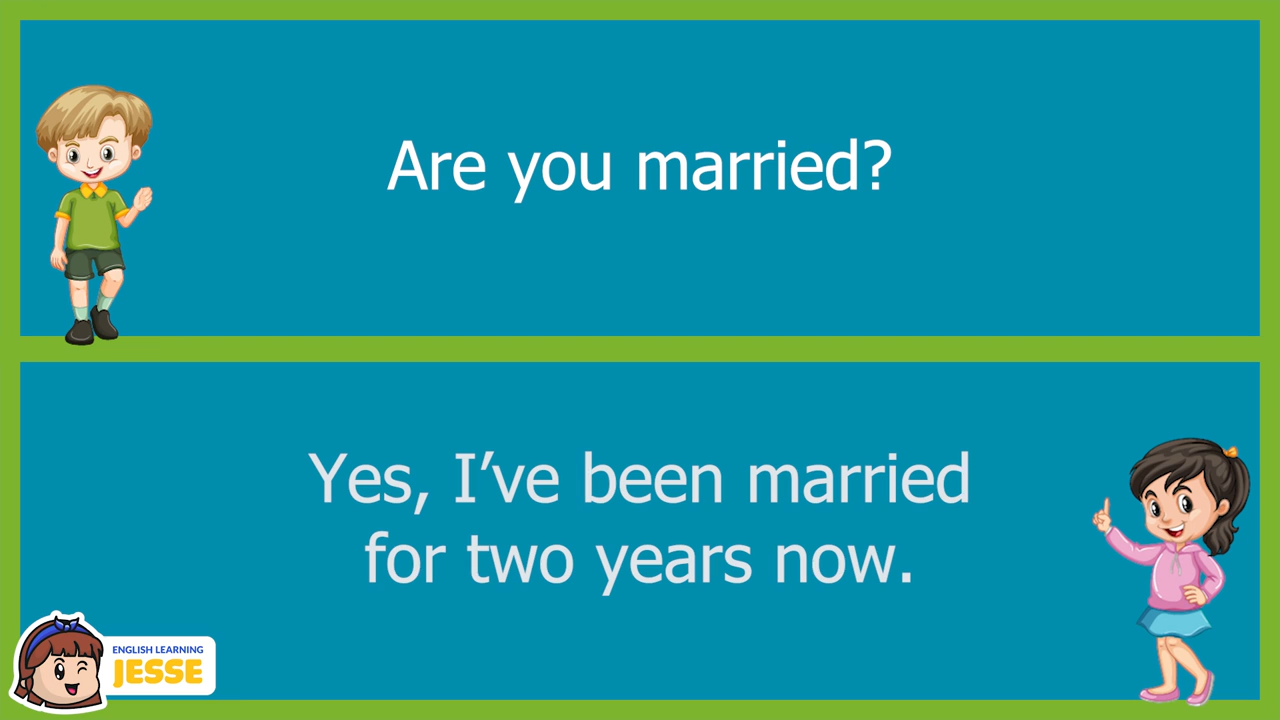 Are you married?
Yes, I’ve been married
for two years now.
ENGLISH LEARNING
JESSE